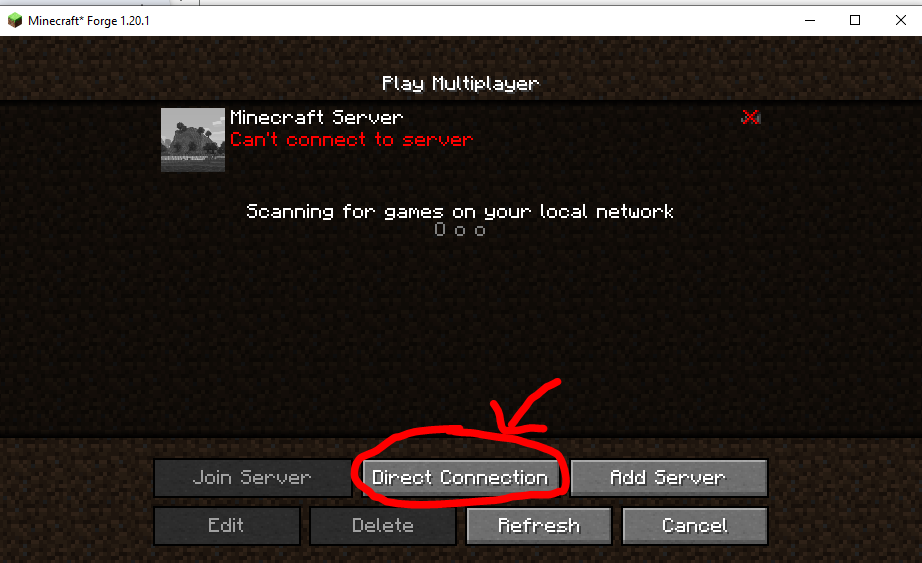 Minecraft* Forge 1.20.1
Play Multiplayer
Minecraft Server
Can't connect to server
Scanning for games on your local network
O o o
Join Server
Direct Connection
Add Server
Edit
Delete
Refresh
Cancel